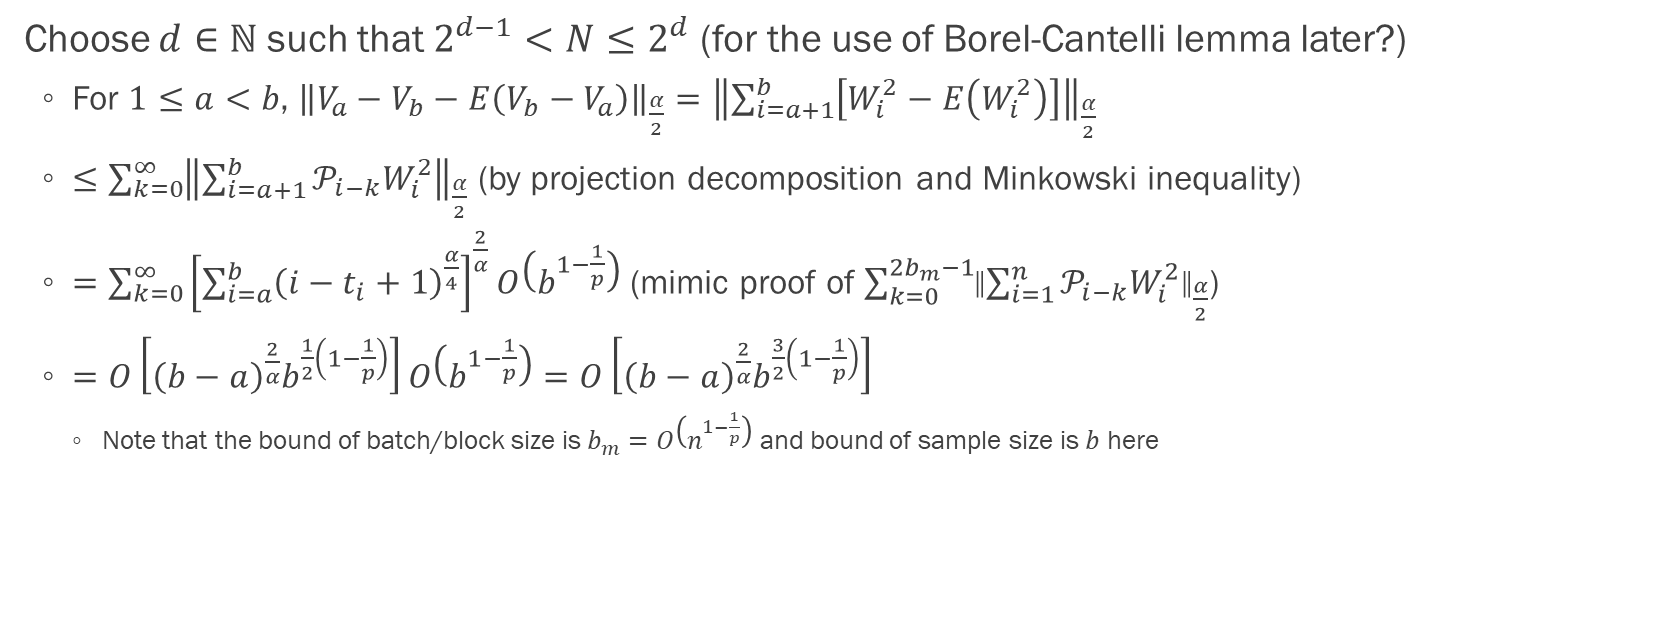 Choose 𝑑 ∈ ℕ such that 2^{𝑑−1} < 𝑁 ≤ 2^𝑑 (for the use of Borel-Cantelli lemma later?)
◦ For 1 ≤ 𝑎 < 𝑏, ‖𝑉_𝑎 − 𝑉_𝑏 − 𝐸(𝑉_𝑏 − 𝑉_𝑎)‖_{α/2} = ‖∑_{𝑖=𝑎+1}^{𝑏}[𝑊_𝑖^2 − 𝐸(𝑊_𝑖^2)]‖_{α/2}
◦ ≤ ∑_{𝑘=0}^{∞}‖∑_{𝑖=𝑎+1}^{𝑏} 𝒫_{𝑖−𝑘}𝑊_𝑖^2‖_{α/2} (by projection decomposition and Minkowski inequality)
◦ = ∑_{𝑘=0}^{∞}[∑_{𝑖=𝑎}^{𝑏}(𝑖 − 𝑡_𝑖 + 1)^{α/4}]^{2/α} 𝑂(𝑏^{1−1/𝑝}) (mimic proof of ∑_{𝑘=0}^{2𝑏_𝑚−1}‖∑_{𝑖=1}^{𝑛} 𝒫_{𝑖−𝑘}𝑊_𝑖^2‖_{α/2})
◦ = 𝑂[(𝑏 − 𝑎)^{2/α}𝑏^{1/2(1−1/𝑝)}] 𝑂(𝑏^{1−1/𝑝}) = 𝑂[(𝑏 − 𝑎)^{2/α}𝑏^{3/2(1−1/𝑝)}]
◦ Note that the bound of batch/block size is 𝑏_𝑚 = 𝑂(𝑛^{1−1/𝑝}) and bound of sample size is 𝑏 here